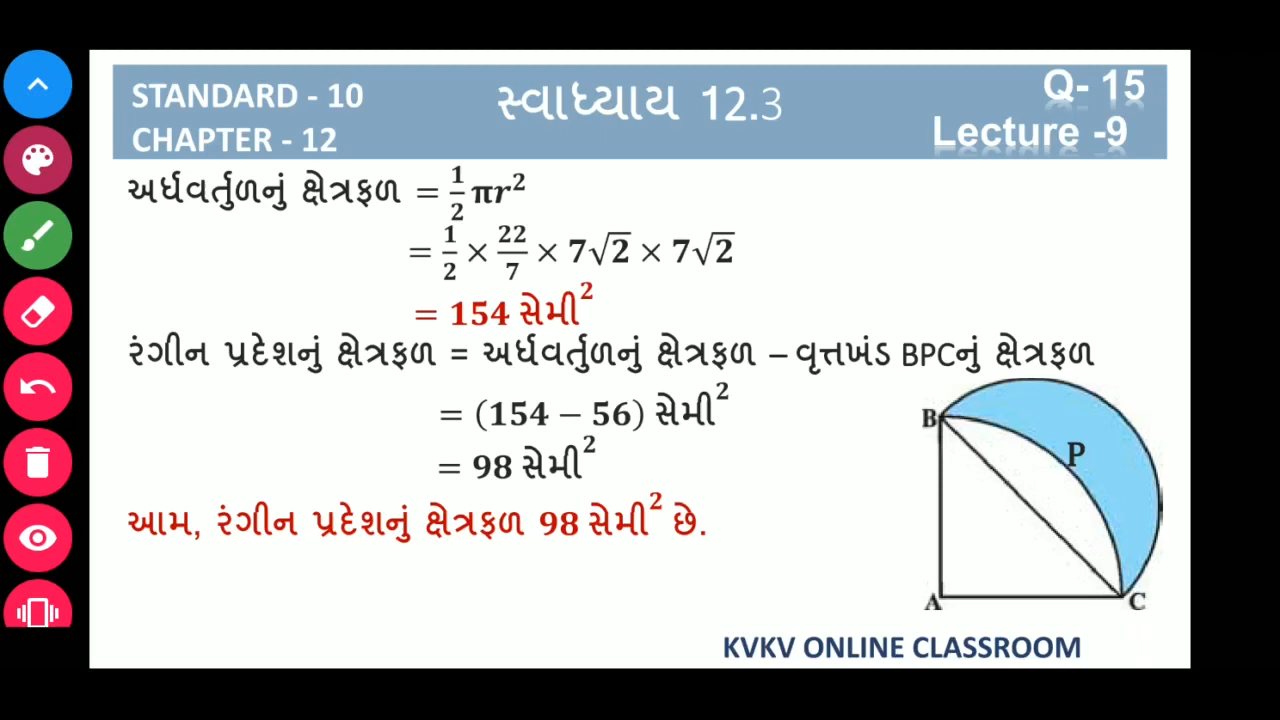 STANDARD - 10
CHAPTER - 12
સ્વાધ્યાય 12.3
Q- 15
Lecture -9
અર્ધવર્તુળનું ક્ષેત્રફળ = 1/2 πr²
= 1/2 × 22/7 × 7√2 × 7√2
= 154 સેમી²
રંગીન પ્રદેશનું ક્ષેત્રફળ = અર્ધવર્તુળનું ક્ષેત્રફળ – વૃત્તખંડ BPCનું ક્ષેત્રફળ
= (154 − 56) સેમી²
= 98 સેમી²
આમ, રંગીન પ્રદેશનું ક્ષેત્રફળ 98 સેમી² છે.
B
P
A
C
KVKV ONLINE CLASSROOM